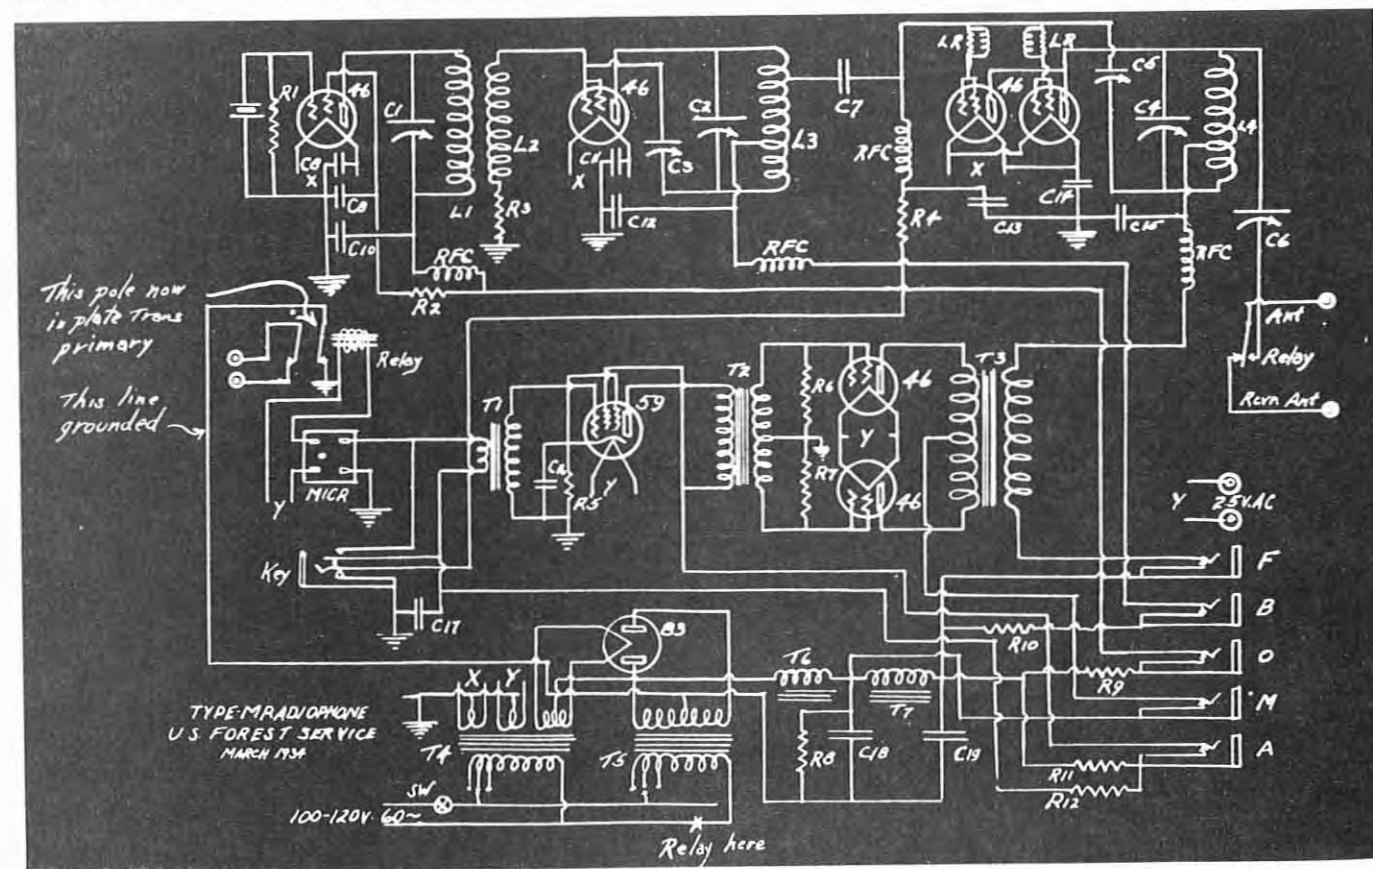 LR
LR
R1
46
C1
L1
L2
46
C2
C3
L3
C7
RFC
C5
C4
L4
C8
X
C9
C10
R3
C11
X
C12
R4
X
C13
C14
C15
C6
RFC
RFC
R2
RFC
This pole now
in plate Trans
primary
Relay
This line
grounded
MICR
Y
Key
C17
T1
59
R5
Y
T2
R6
46
Y
R7
46
T3
Ant
Relay
Rcvn Ant
Y
2.5V. AC
F
B
R10
O
R9
M
A
R11
R12
83
X Y
T4
T5
T6
T7
R8
C18
C19
TYPE-M RADIOPHONE
U.S. FOREST SERVICE
MARCH 1934
SW
100-120V. 60~
X
Relay here